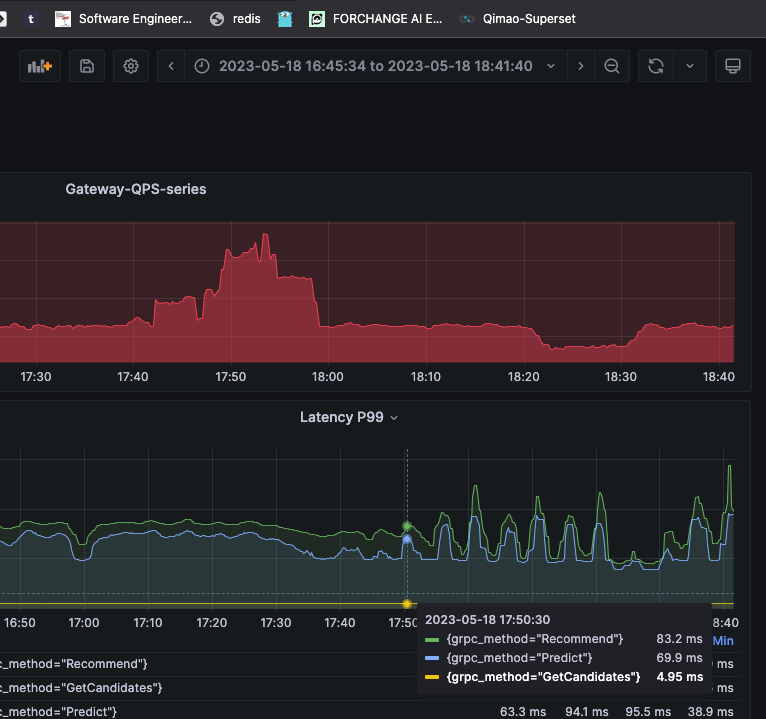 t Software Engineer... redis FORCHANGE AI E... Qimao-Superset
2023-05-18 16:45:34 to 2023-05-18 18:41:40
Gateway-QPS-series
17:30 17:40 17:50 18:00 18:10 18:20 18:30 18:40
Latency P99
16:50 17:00 17:10 17:20 17:30 17:40 17:50 8:40
2023-05-18 17:50:30
{grpc_method="Recommend"} 83.2 ms
{grpc_method="Predict"} 69.9 ms
{grpc_method="GetCandidates"} 4.95 ms
Min
c_method="Recommend"} ms
c_method="GetCandidates"} ms
c_method="Predict"} 63.3 ms 94.1 ms 95.5 ms 38.9 ms